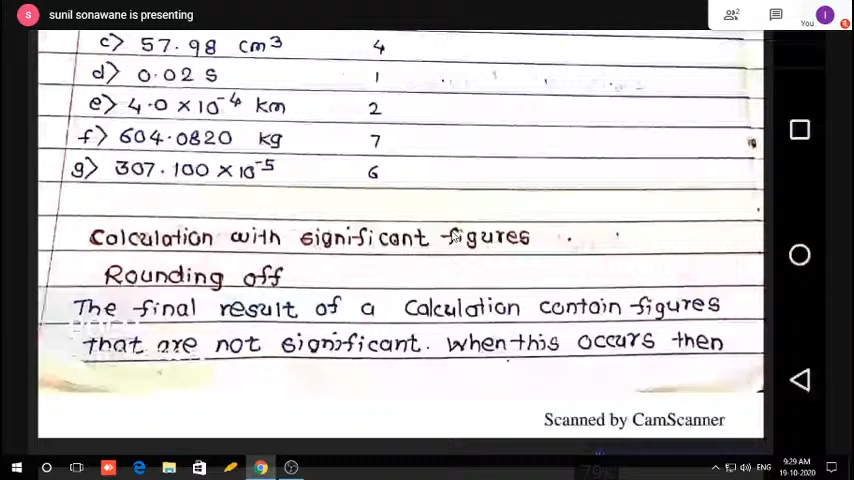 s sunil sonawane is presenting
2
I
You
c> 57.98 cm3 4
d) 0.02 s 1
e> 4.0 ×10-4 km 2
f> 604.0820 kg 7
g> 307.100 ×10-5 6
Calculation with significant figures
Rounding off
The final result of a calculation contain figures
that are not significant. When this occurs then
Scanned by CamScanner
ENG
9:29 AM
19-10-2020